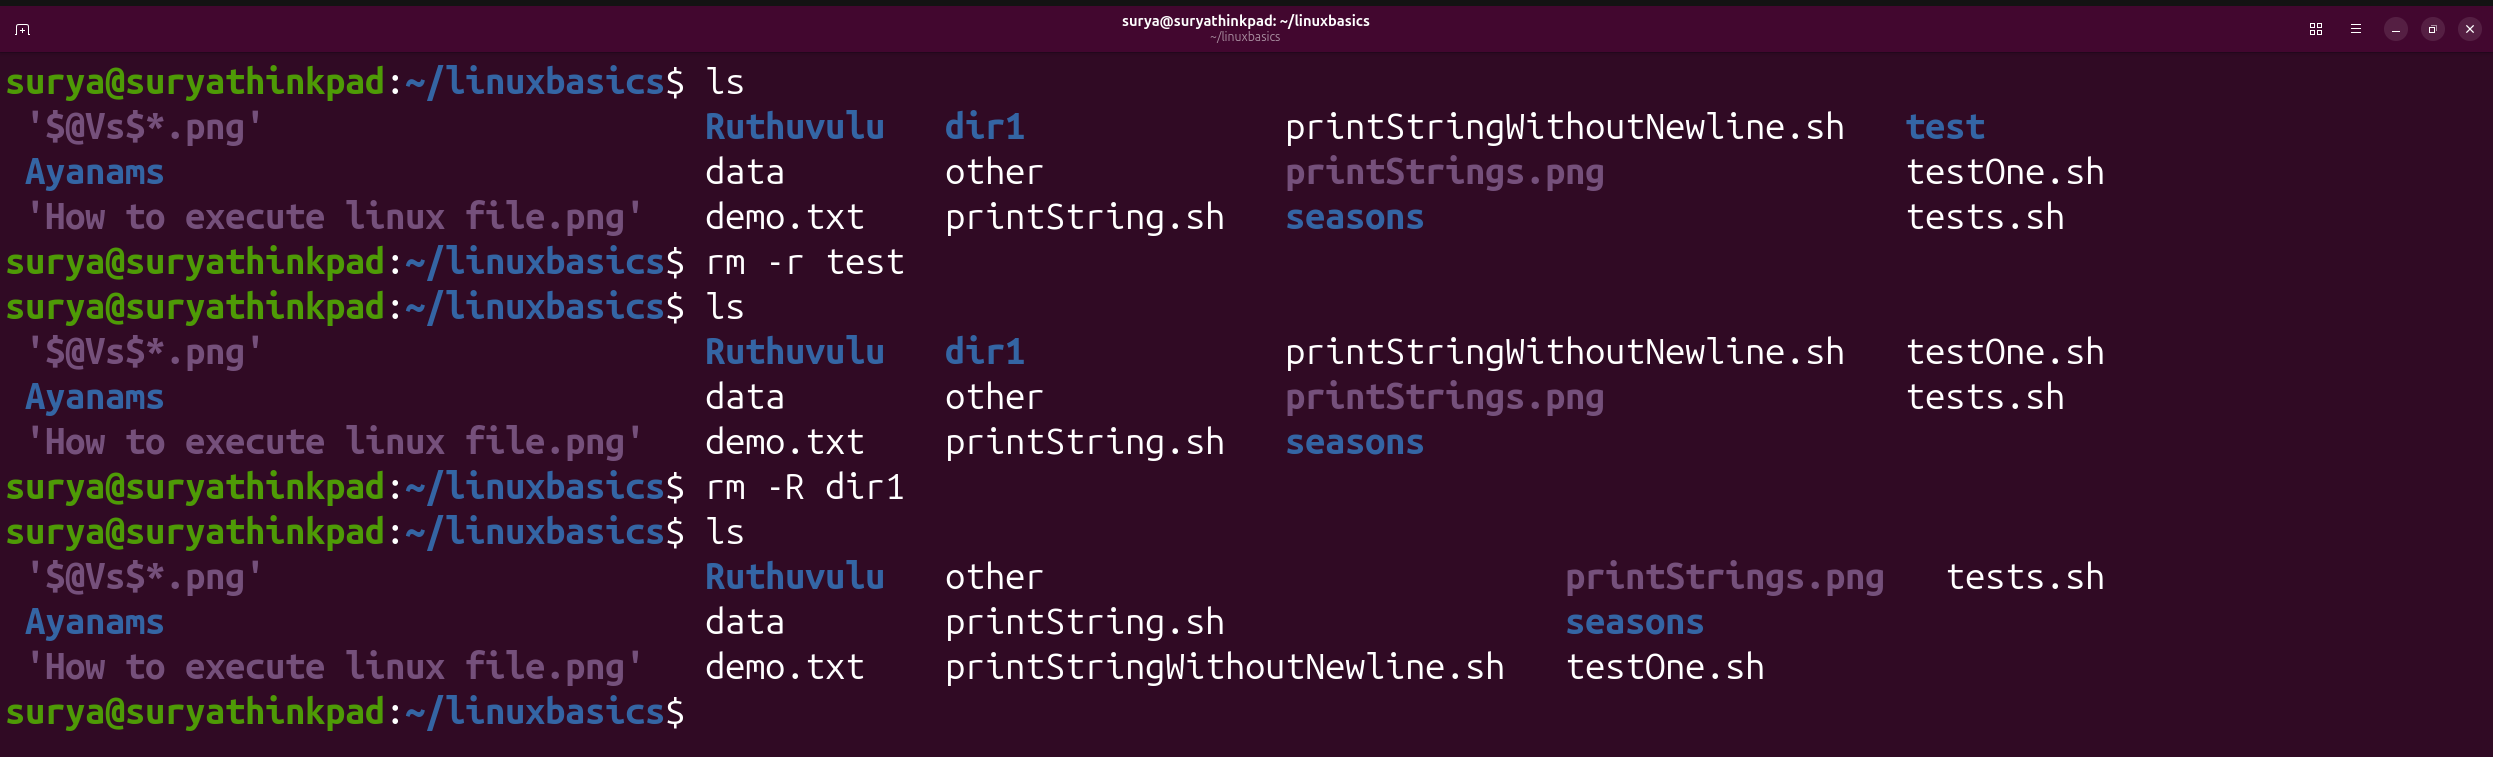 surya@suryathinkpad: ~/linuxbasics
~/linuxbasics
surya@suryathinkpad:~/linuxbasics$ ls
'$@Vs$*.png' Ruthuvulu dir1 printStringWithoutNewline.sh test
Ayanams data other printStrings.png testOne.sh
'How to execute linux file.png' demo.txt printString.sh seasons tests.sh
surya@suryathinkpad:~/linuxbasics$ rm -r test
surya@suryathinkpad:~/linuxbasics$ ls
'$@Vs$*.png' Ruthuvulu dir1 printStringWithoutNewline.sh testOne.sh
Ayanams data other printStrings.png tests.sh
'How to execute linux file.png' demo.txt printString.sh seasons
surya@suryathinkpad:~/linuxbasics$ rm -R dir1
surya@suryathinkpad:~/linuxbasics$ ls
'$@Vs$*.png' Ruthuvulu other printStrings.png tests.sh
Ayanams data printString.sh seasons
'How to execute linux file.png' demo.txt printStringWithoutNewline.sh testOne.sh
surya@suryathinkpad:~/linuxbasics$